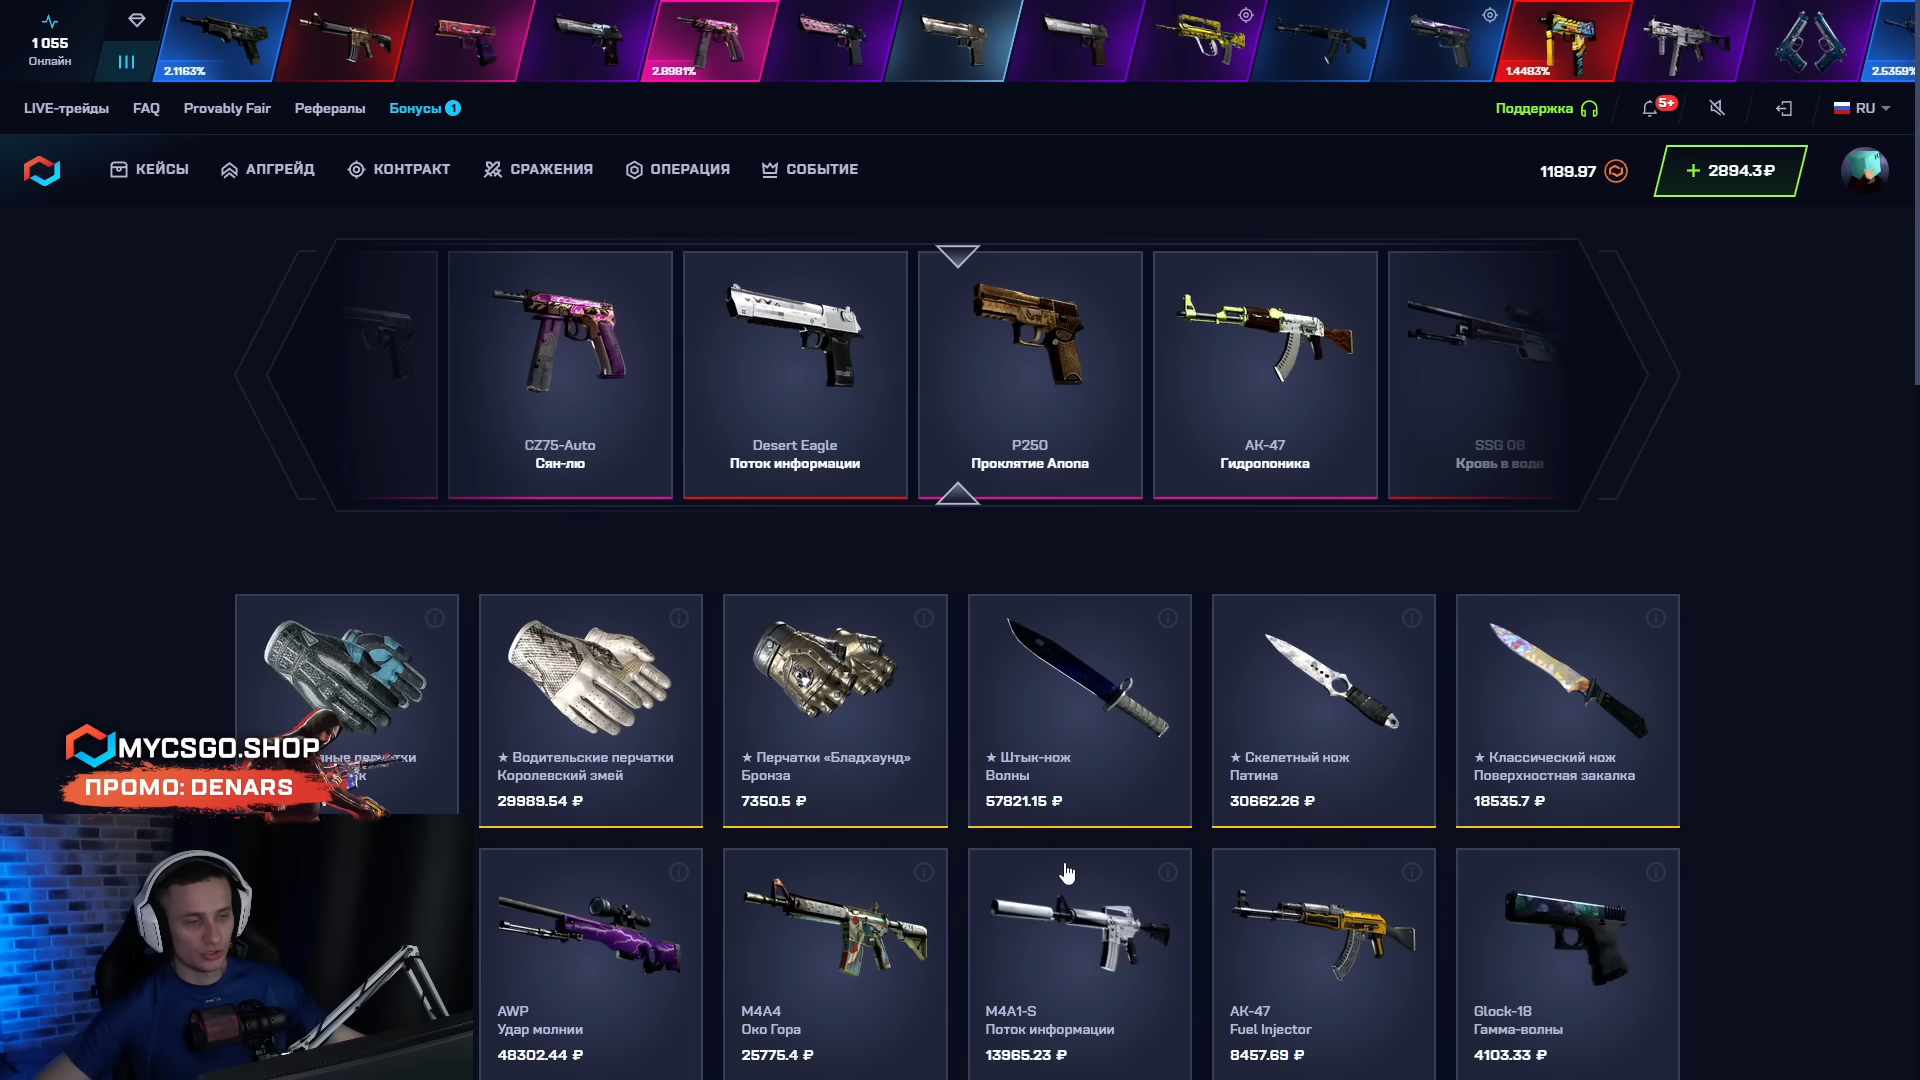 1 055
Онлайн
2.1163%
2.8981%
1.4483%
2.5359%
LIVE-трейды
FAQ
Provably Fair
Рефералы
Бонусы 1
Поддержка
5+
RU
КЕЙСЫ
АПГРЕЙД
КОНТРАКТ
СРАЖЕНИЯ
ОПЕРАЦИЯ
СОБЫТИЕ
1189.97
+ 2894.3 ₽
CZ75-Auto
Сян-лю
Desert Eagle
Поток информации
P250
Проклятие Апопа
AK-47
Гидропоника
SSG 08
Кровь в воде
★ Водительские перчатки
Королевский змей
29989.54 ₽
★ Перчатки «Бладхаунд»
Бронза
7350.5 ₽
★ Штык-нож
Волны
57821.15 ₽
★ Скелетный нож
Патина
30662.26 ₽
★ Классический нож
Поверхностная закалка
18535.7 ₽
MYCSGO.SHOP
ПРОМО: DENARS
AWP
Удар молнии
48302.44 ₽
M4A4
Око Гора
25775.4 ₽
M4A1-S
Поток информации
13965.23 ₽
AK-47
Fuel Injector
8457.69 ₽
Glock-18
Гамма-волны
4103.33 ₽